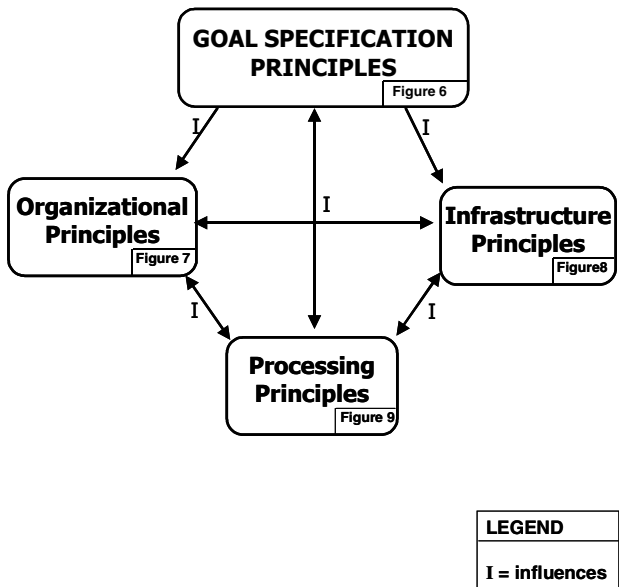 GOAL SPECIFICATION
PRINCIPLES
Figure 6
I
I
Organizational
Principles
Figure 7
I
Infrastructure
Principles
Figure8
I
I
Processing
Principles
Figure 9
LEGEND
I = influences